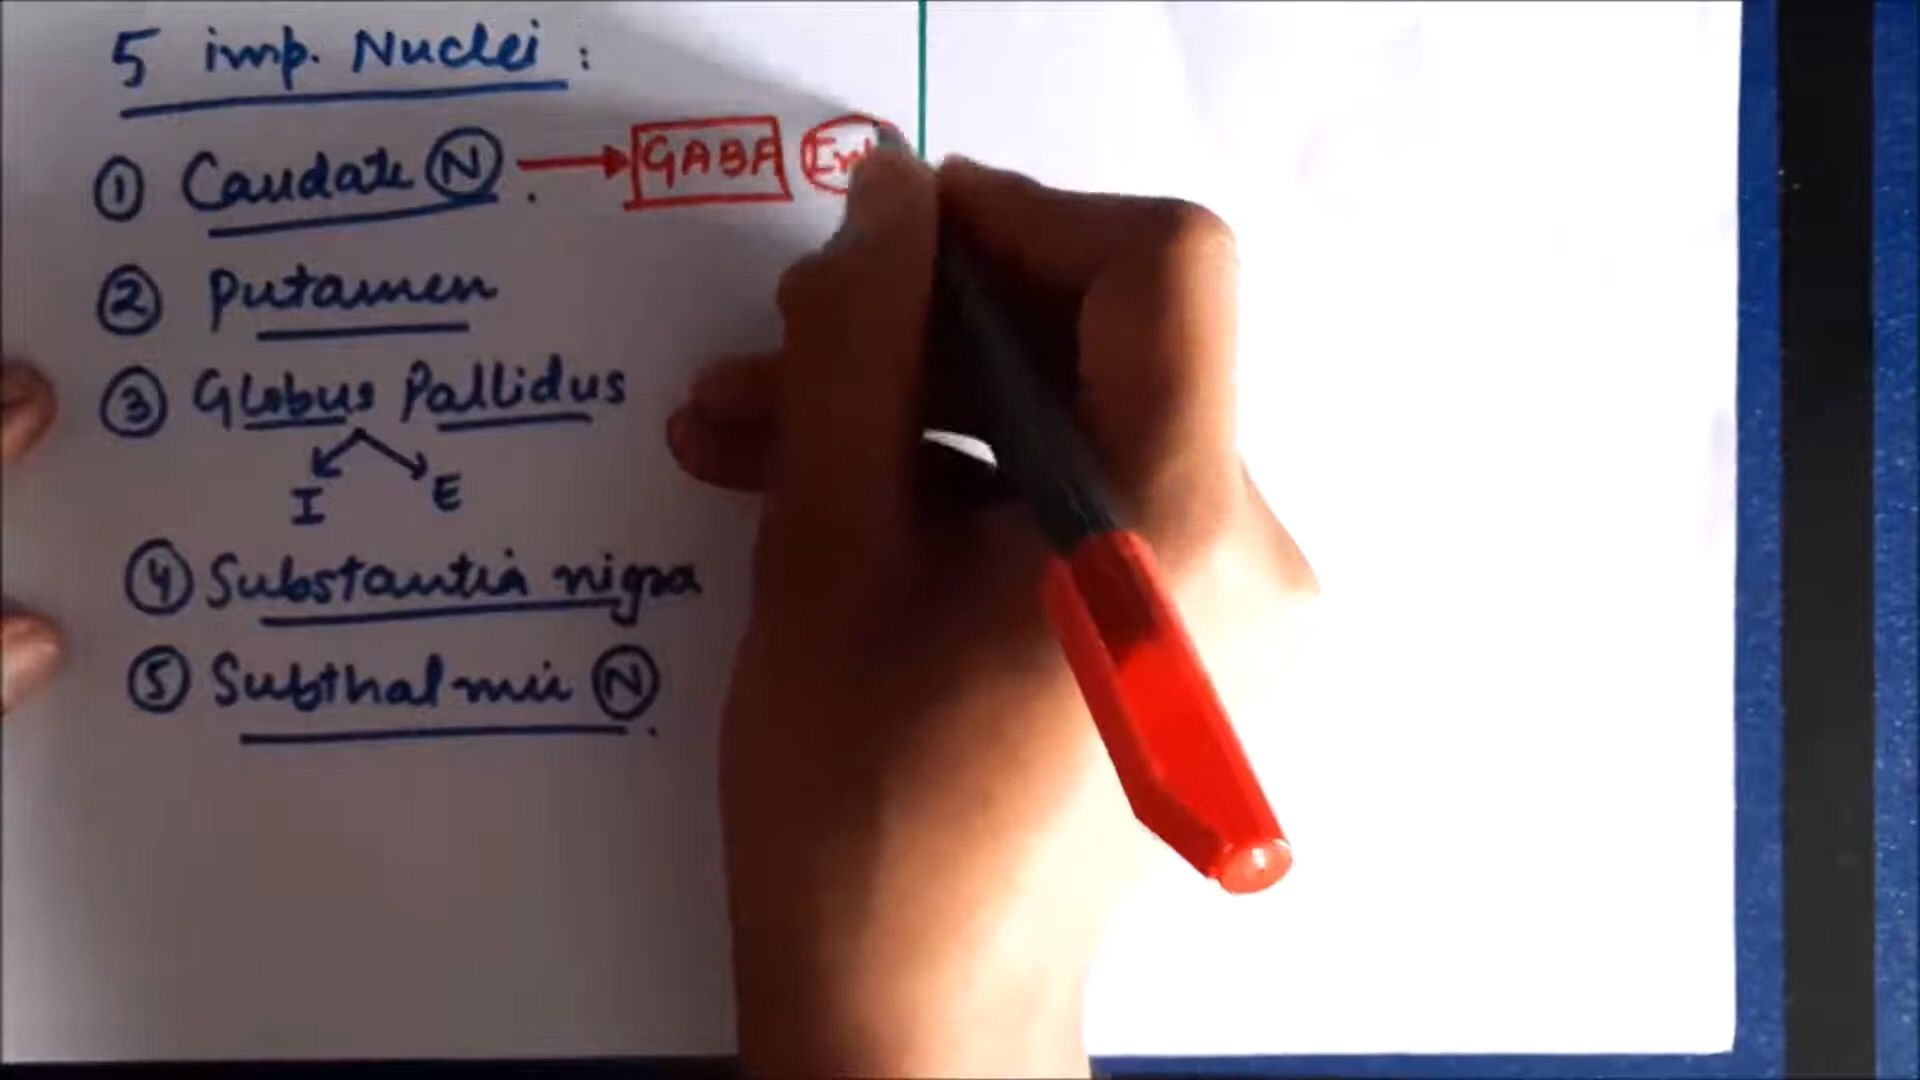 5 imp. Nuclei :
① Caudate Ⓝ . → GABA
② Putamen
③ Globus Pallidus
I E
④ Substantia nigra
⑤ Subthalmic Ⓝ .